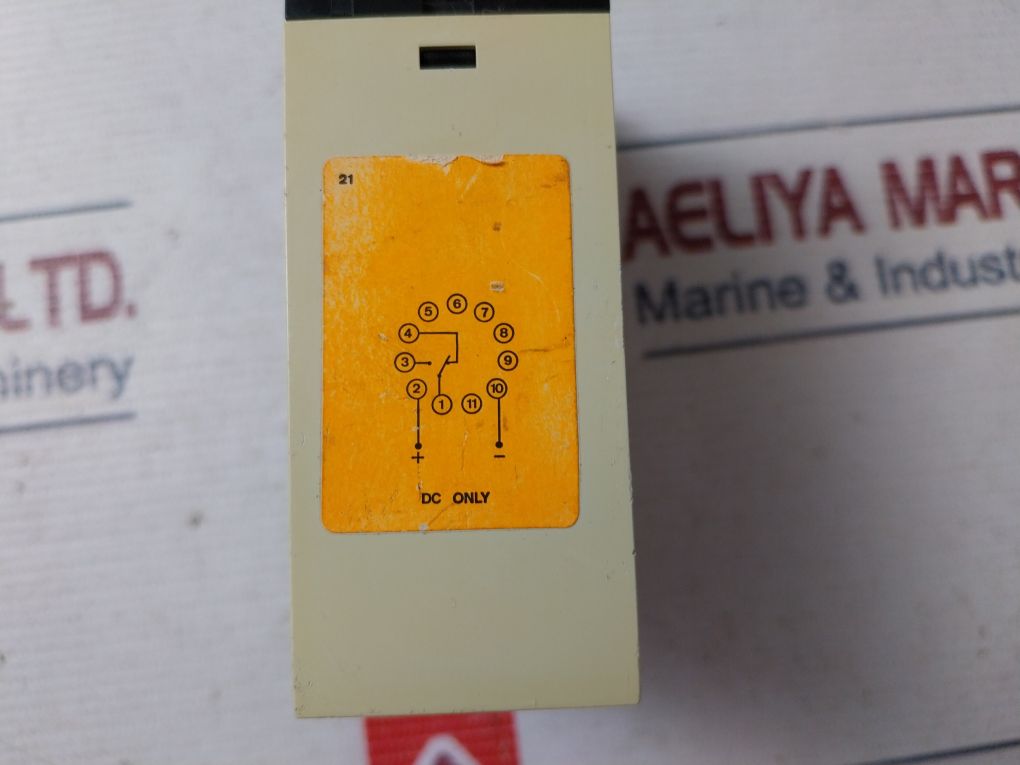 21
6
5 7
4 8
3 9
2 10
1 11
+ −
DC ONLY
LTD.
AELIYA MAR
Marine & Indust
inery